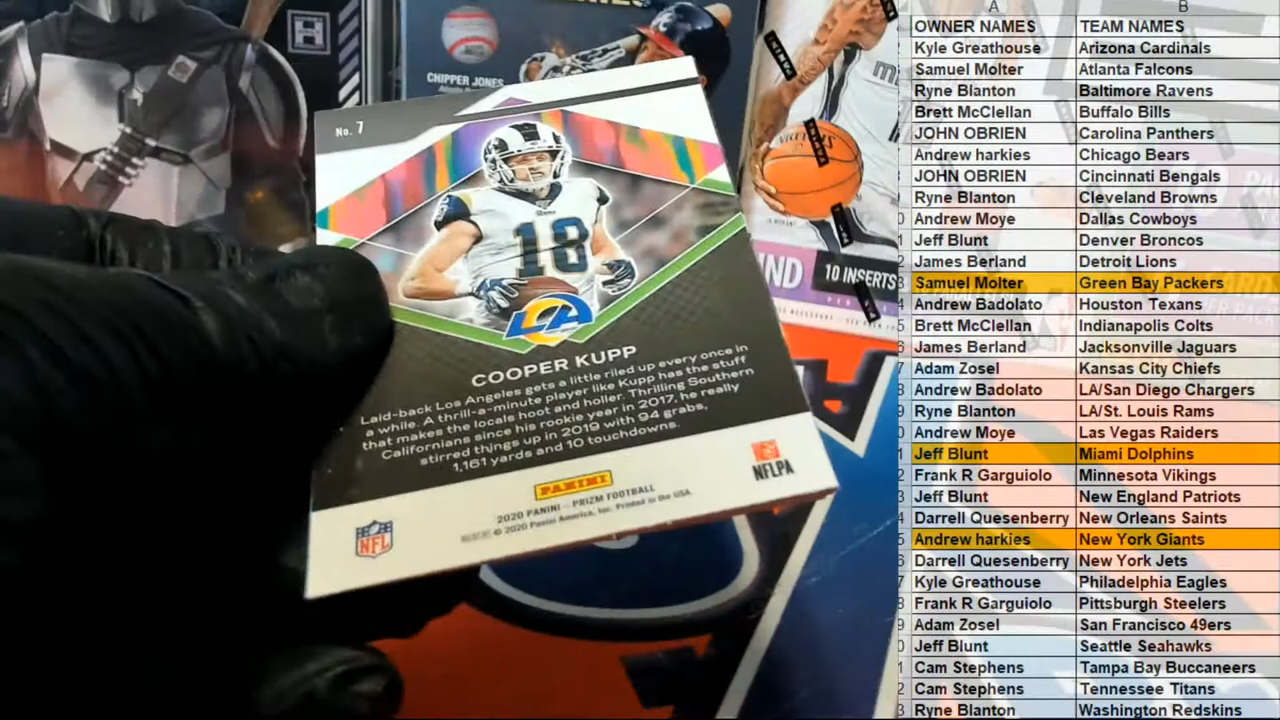 CHIPPER JONES
No. 7
18
LA
COOPER KUPP
Laid-back Los Angeles gets a little riled up every once in
a while. A thrill-a-minute player like Kupp has the stuff
that makes the locals hoot and holler. Thrilling Southern
Californians since his rookie year in 2017, he really
stirred things up in 2019 with 94 grabs,
1,161 yards and 10 touchdowns.
PANINI
2020 PANINI - PRIZM FOOTBALL
© 2020 Panini America, Inc. Printed in the USA.
NFL
NFLPA
10 INSERTS
A B
OWNER NAMES TEAM NAMES
Kyle Greathouse Arizona Cardinals
Samuel Molter Atlanta Falcons
Ryne Blanton Baltimore Ravens
Brett McClellan Buffalo Bills
JOHN OBRIEN Carolina Panthers
Andrew harkies Chicago Bears
JOHN OBRIEN Cincinnati Bengals
Ryne Blanton Cleveland Browns
Andrew Moye Dallas Cowboys
Jeff Blunt Denver Broncos
James Berland Detroit Lions
Samuel Molter Green Bay Packers
Andrew Badolato Houston Texans
Brett McClellan Indianapolis Colts
James Berland Jacksonville Jaguars
Adam Zosel Kansas City Chiefs
Andrew Badolato LA/San Diego Chargers
Ryne Blanton LA/St. Louis Rams
Andrew Moye Las Vegas Raiders
Jeff Blunt Miami Dolphins
Frank R Garguiolo Minnesota Vikings
Jeff Blunt New England Patriots
Darrell Quesenberry New Orleans Saints
Andrew harkies New York Giants
Darrell Quesenberry New York Jets
Kyle Greathouse Philadelphia Eagles
Frank R Garguiolo Pittsburgh Steelers
Adam Zosel San Francisco 49ers
Jeff Blunt Seattle Seahawks
Cam Stephens Tampa Bay Buccaneers
Cam Stephens Tennessee Titans
Ryne Blanton Washington Redskins